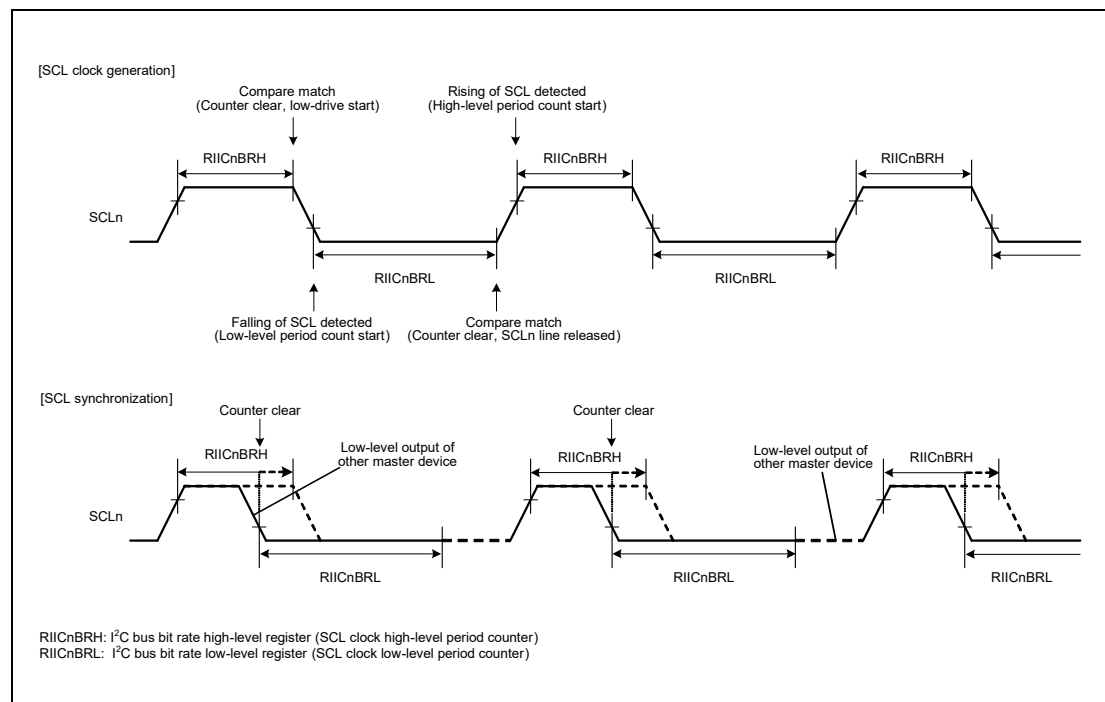 [SCL clock generation]
Compare match
(Counter clear, low-drive start)
Rising of SCL detected
(High-level period count start)
RIICnBRH
RIICnBRH
RIICnBRH
SCLn
RIICnBRL
RIICnBRL
Falling of SCL detected
(Low-level period count start)
Compare match
(Counter clear, SCLn line released)
[SCL synchronization]
Counter clear
Counter clear
RIICnBRH
Low-level output of
other master device
RIICnBRH
Low-level output of
other master device
RIICnBRH
SCLn
RIICnBRL
RIICnBRL
RIICnBRL
RIICnBRH: I²C bus bit rate high-level register (SCL clock high-level period counter)
RIICnBRL: I²C bus bit rate low-level register (SCL clock low-level period counter)